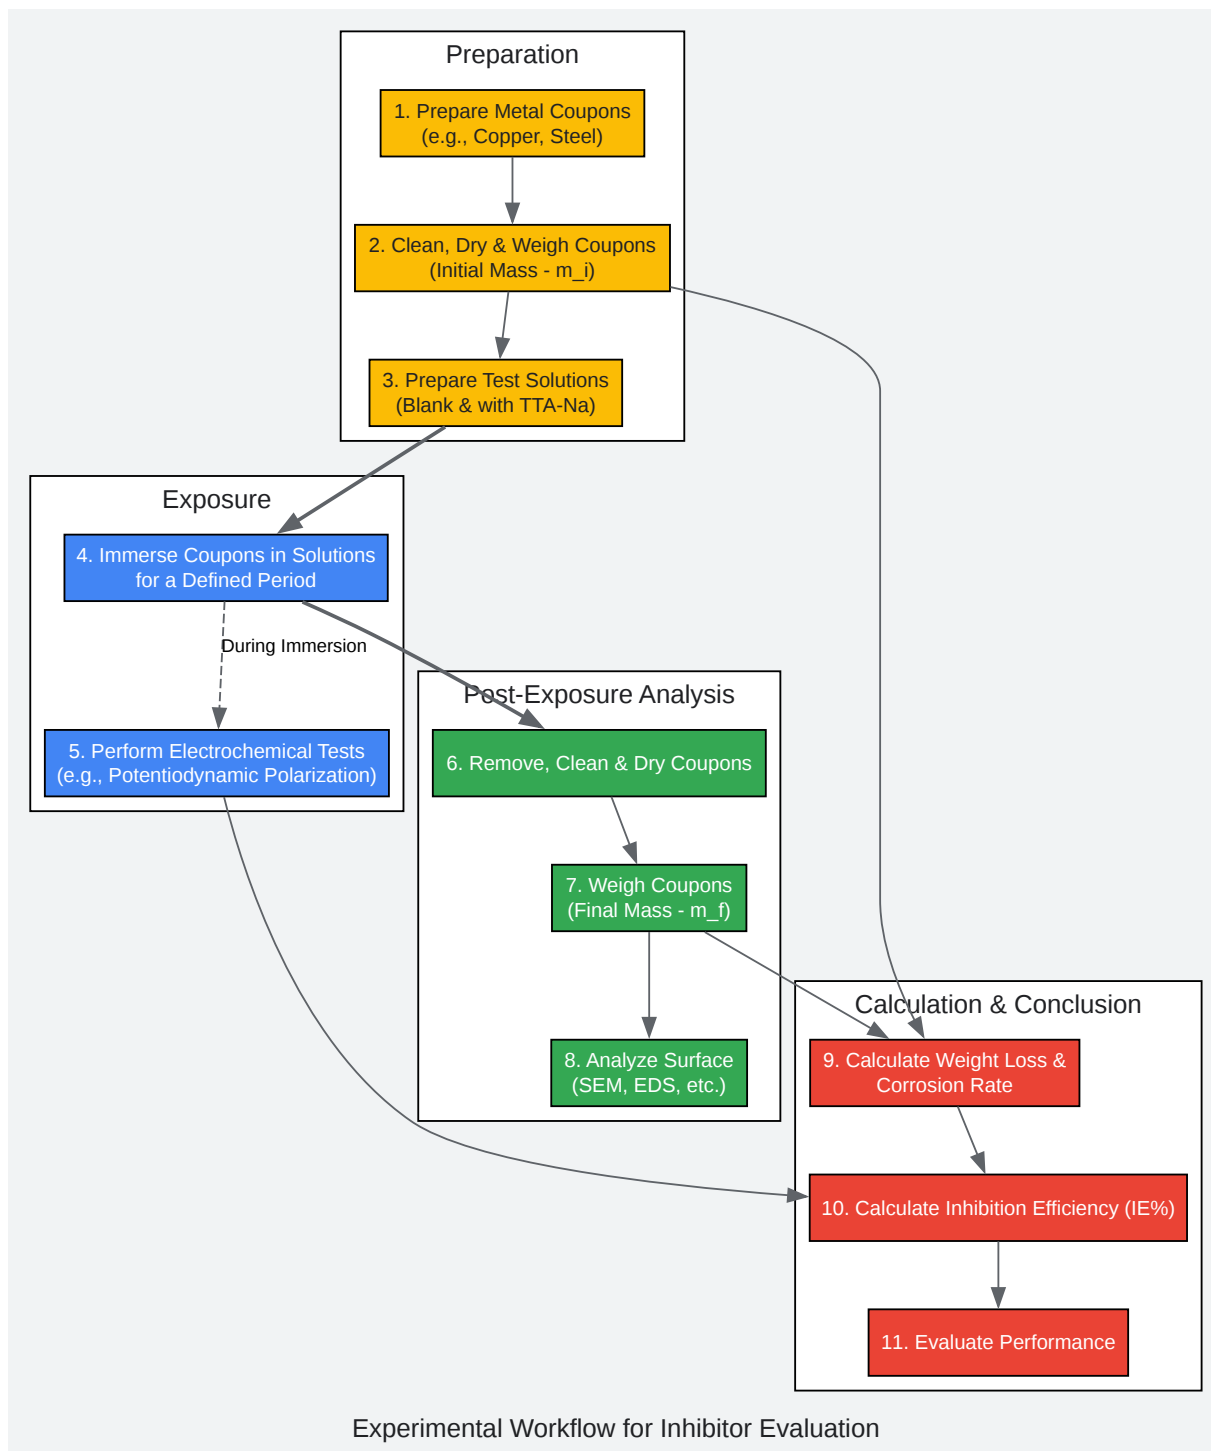 Preparation
1. Prepare Metal Coupons
(e.g., Copper, Steel)
2. Clean, Dry & Weigh Coupons
(Initial Mass - m_i)
3. Prepare Test Solutions
(Blank & with TTA-Na)
Exposure
4. Immerse Coupons in Solutions
for a Defined Period
During Immersion
5. Perform Electrochemical Tests
(e.g., Potentiodynamic Polarization)
Post-Exposure Analysis
6. Remove, Clean & Dry Coupons
7. Weigh Coupons
(Final Mass - m_f)
8. Analyze Surface
(SEM, EDS, etc.)
Calculation & Conclusion
9. Calculate Weight Loss &
Corrosion Rate
10. Calculate Inhibition Efficiency (IE%)
11. Evaluate Performance
Experimental Workflow for Inhibitor Evaluation